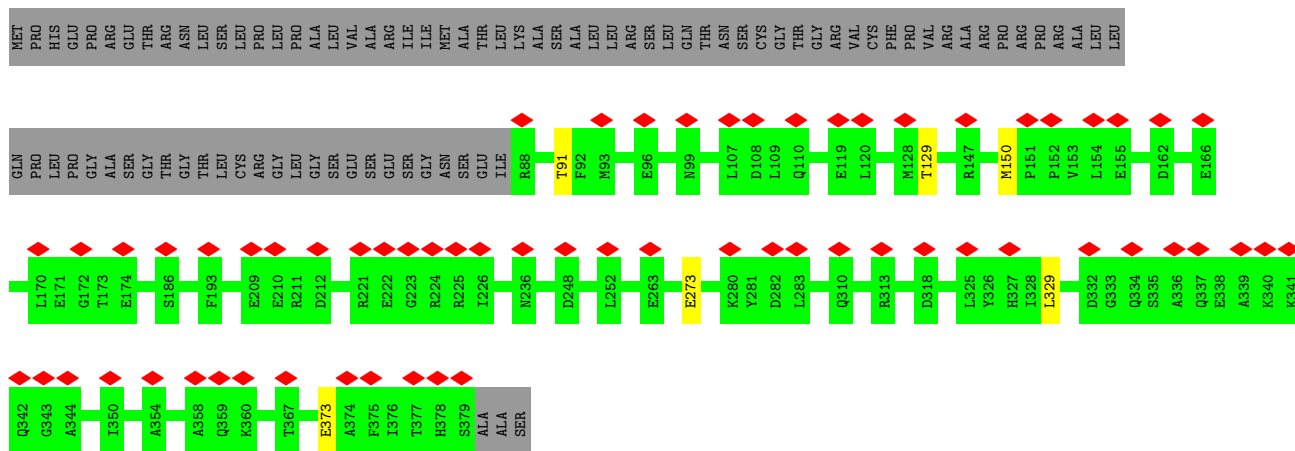 MET PRO HIS GLU PRO ARG GLU THR ARG ASN LEU SER LEU PRO LEU PRO ALA LEU VAL ALA ARG ILE ILE MET ALA THR LEU LYS ALA SER ALA LEU LEU ARG SER LEU GLN THR ASN SER CYS GLY THR GLY ARG VAL CYS PHE PRO VAL ARG ALA ARG PRO ARG PRO ARG ALA LEU LEU
GLN PRO LEU PRO GLY ALA SER GLY THR GLY THR LEU CYS ARG GLY LEU GLY SER GLU SER GLU SER GLY ASN SER GLU ILE R88 T91 F92 M93 E96 N99 L107 D108 L109 Q110 E119 L120 M128 T129 R147 M150 P151 P152 V153 L154 E155 D162 E166
L170 E171 G172 T173 E174 S186 F193 E209 E210 R211 D212 R221 E222 G223 R224 R225 I226 N236 D248 L252 E263 E273 K280 Y281 D282 L283 Q310 R313 D318 L325 Y326 H327 I328 L329 D332 G333 Q334 S335 A336 Q337 E338 A339 K340 K341
Q342 G343 A344 I350 A354 A358 Q359 K360 T367 E373 A374 F375 I376 T377 H378 S379 ALA ALA SER